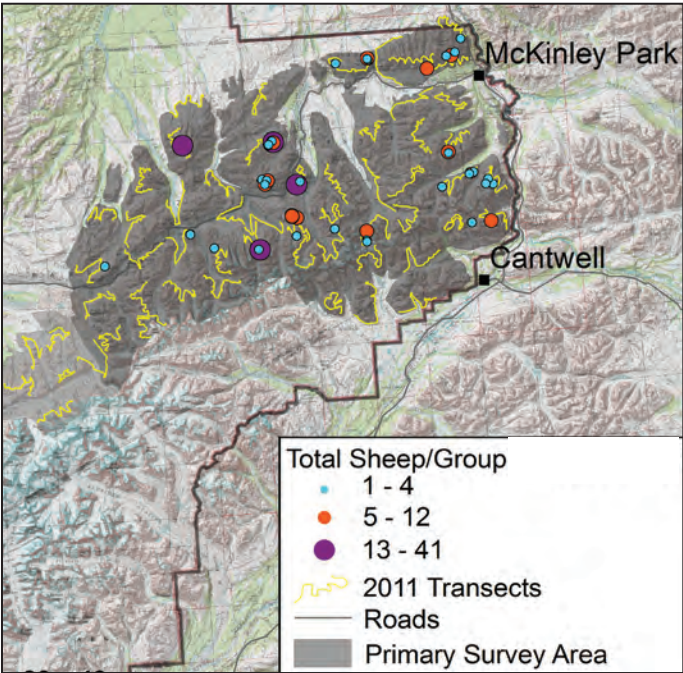 McKinley Park
Cantwell
Total Sheep/Group
1 - 4
5 - 12
13 - 41
2011 Transects
Roads
Primary Survey Area